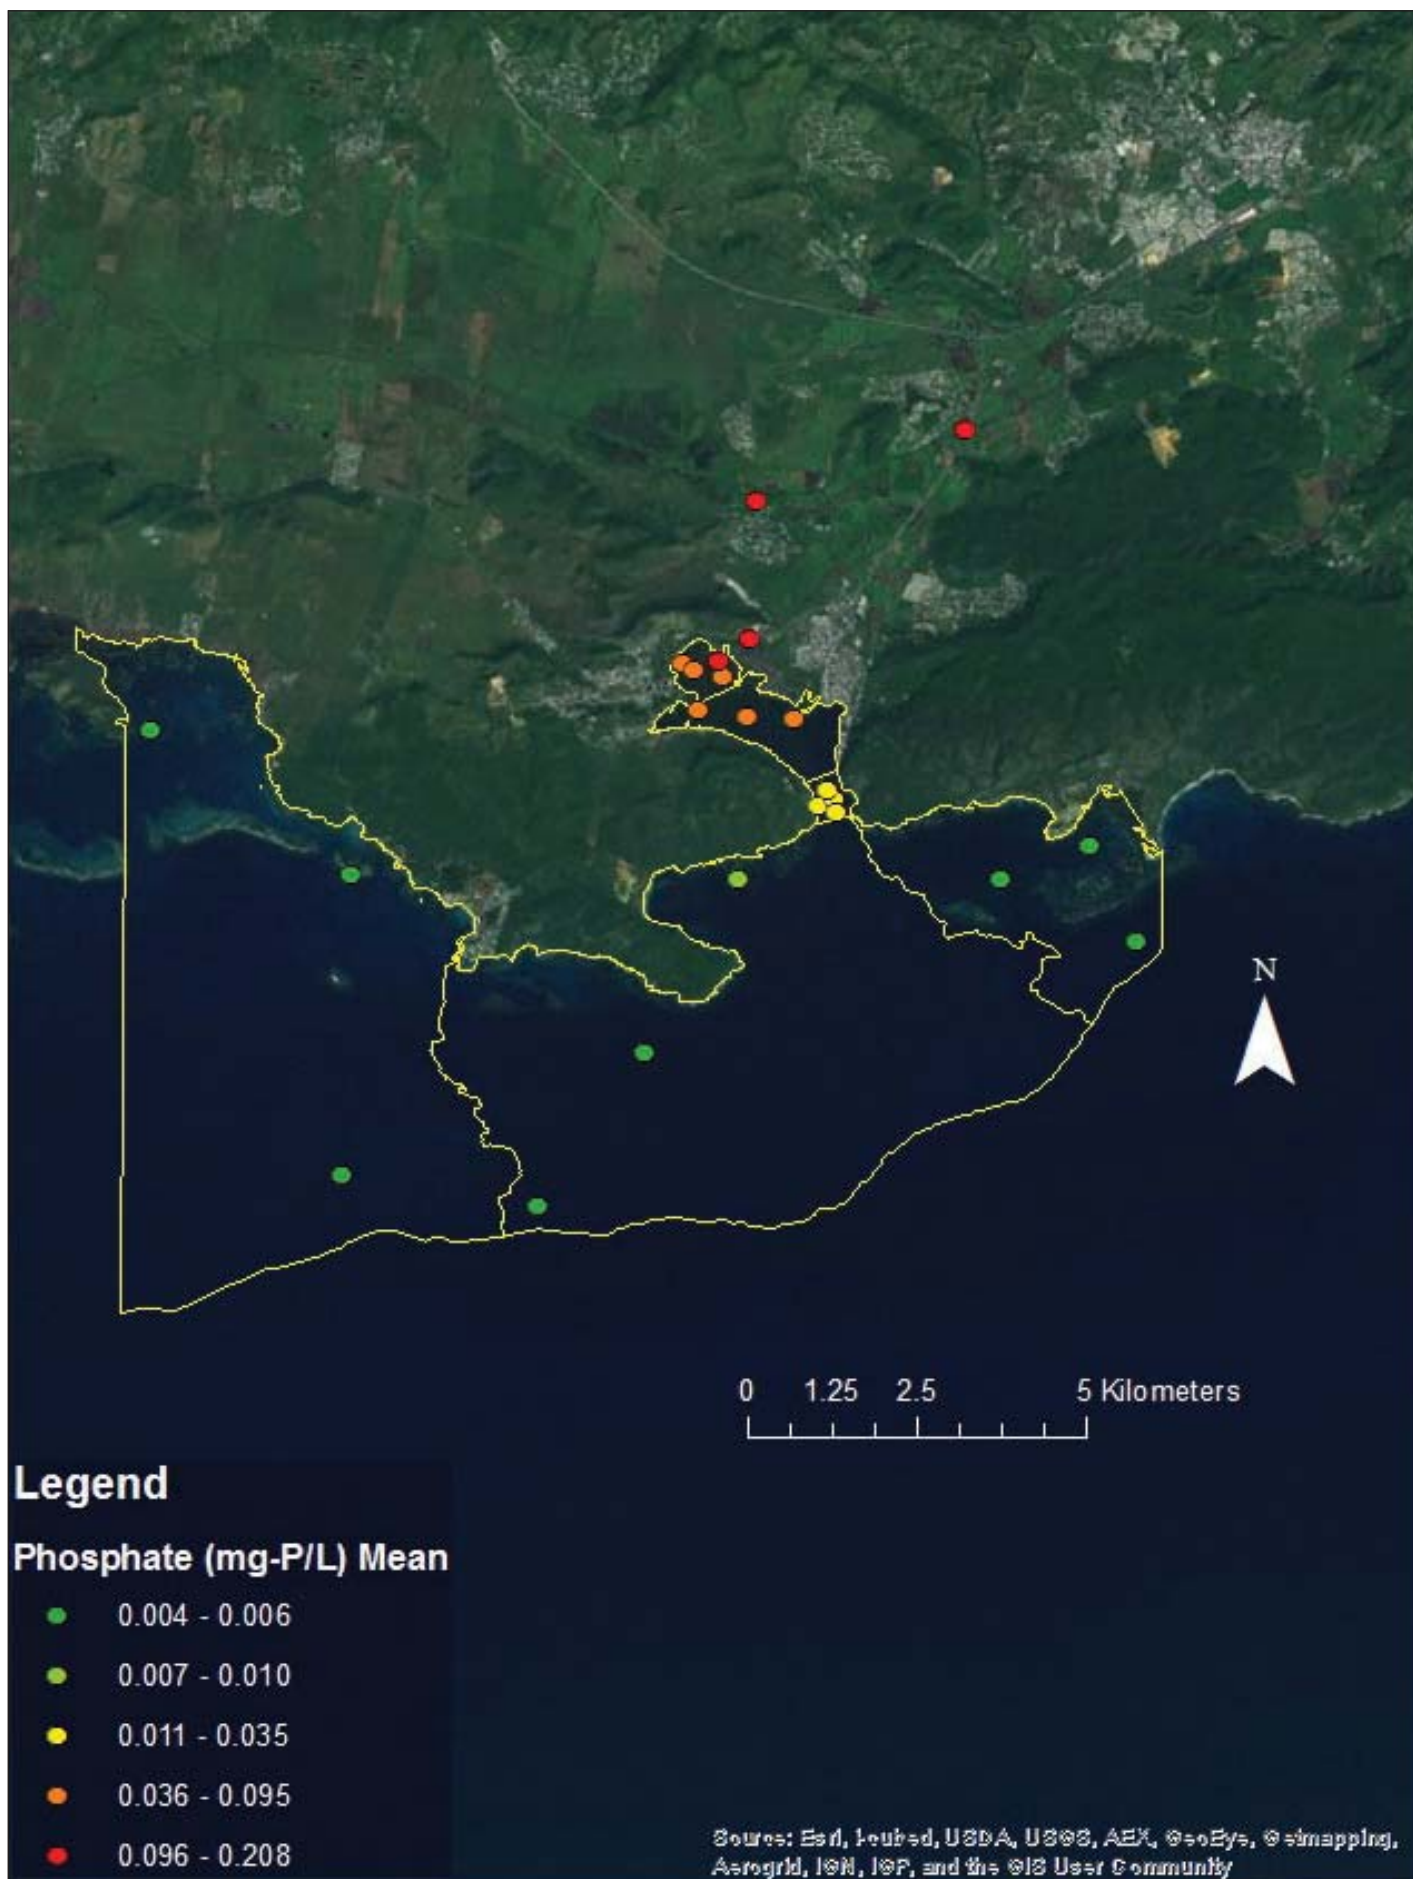 N
0 1.25 2.5 5 Kilometers
Legend
Phosphate (mg-P/L) Mean
0.004 - 0.006
0.007 - 0.010
0.011 - 0.035
0.036 - 0.095
0.096 - 0.208
Source: Esri, i-cubed, USDA, USGS, AEX, GeoEye, Getmapping,
Aerogrid, IGN, IGP, and the GIS User Community